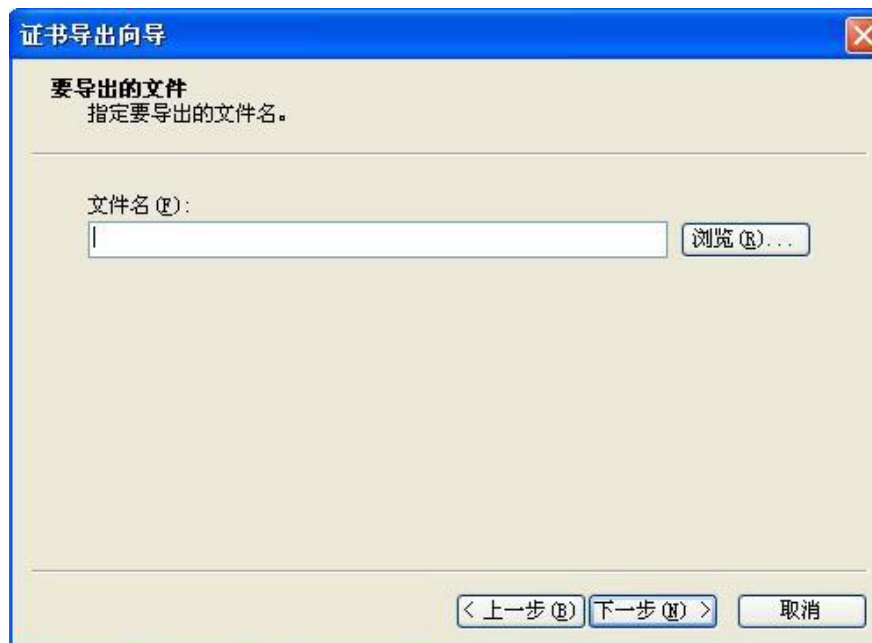 证书导出向导
要导出的文件
指定要导出的文件名。
文件名(F):
浏览(R)...
< 上一步(B) 下一步(N) > 取消